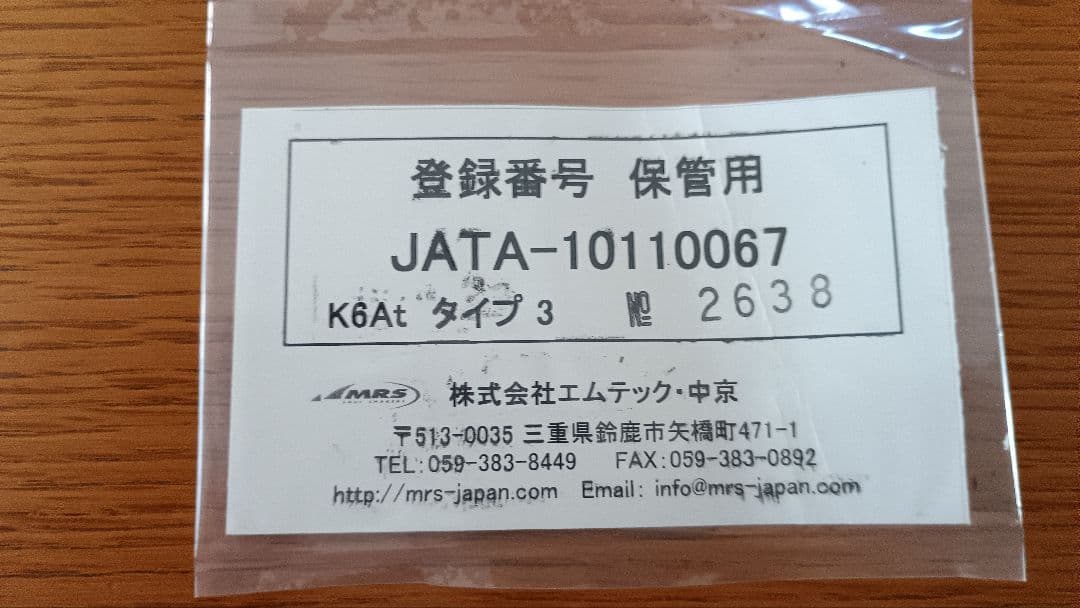 登録番号 保管用
JATA-10110067
K6At タイプ3 № 2638
MRS 株式会社エムテック・中京
〒513-0035 三重県鈴鹿市矢橋町471-1
TEL:059-383-8449 FAX:059-383-0892
http://mrs-japan.com Email: info@mrs-japan.com